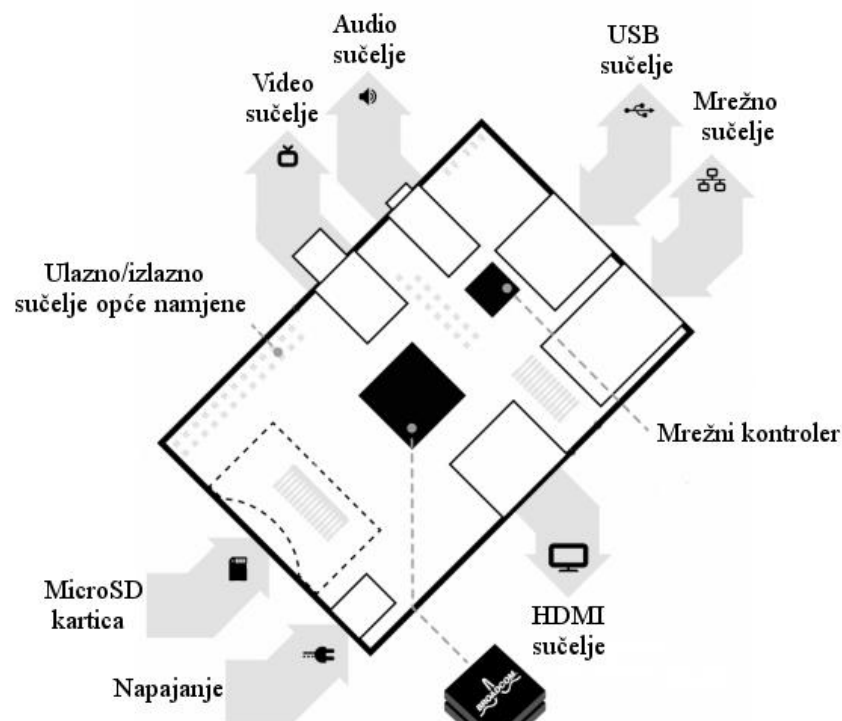 Audio
sučelje
USB
sučelje
Video
sučelje
Mrežno
sučelje
Ulazno/izlazno
sučelje opće namjene
Mrežni kontroler
MicroSD
kartica
HDMI
sučelje
Napajanje
BROADCOM